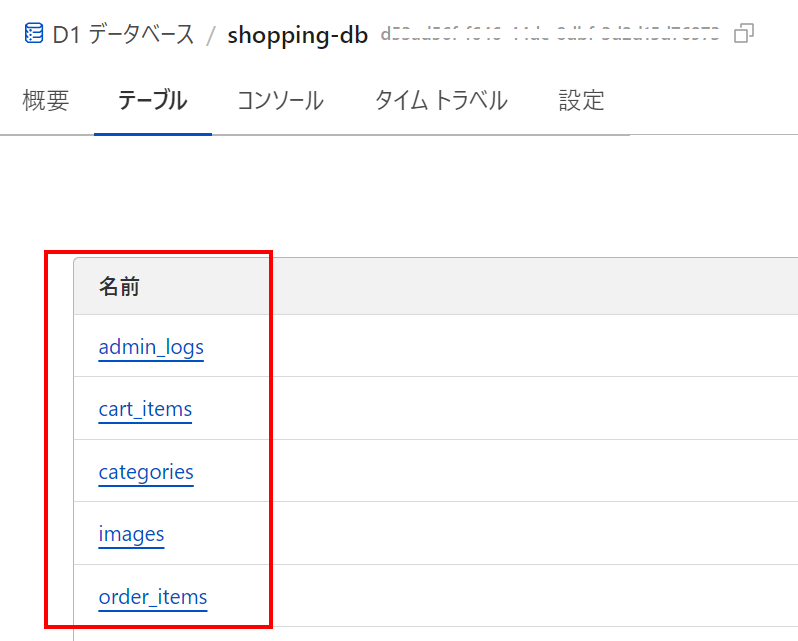 D1 データベース / shopping-db
概要 テーブル コンソール タイム トラベル 設定
名前
admin_logs
cart_items
categories
images
order_items